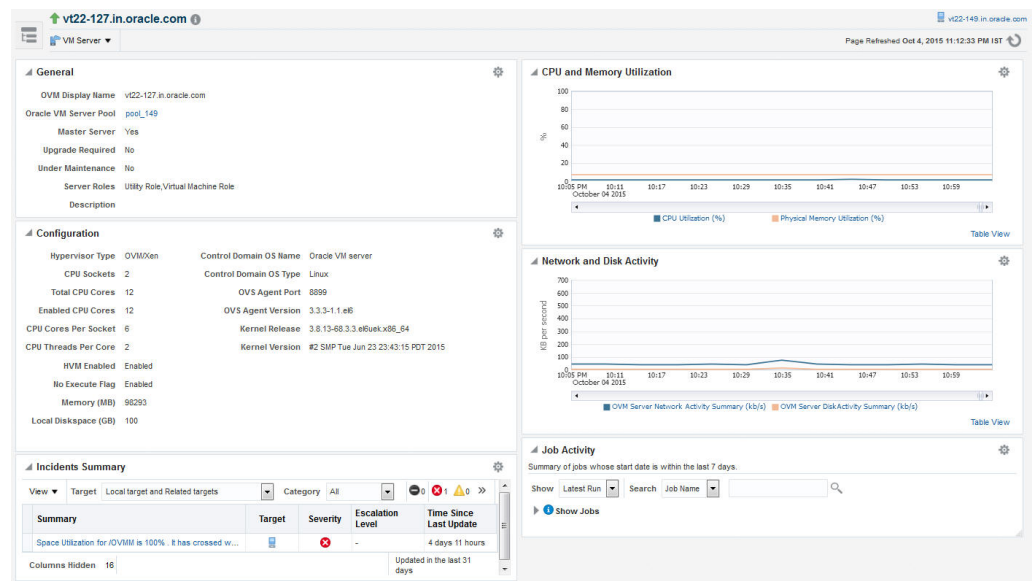 vt22-127.in.oracle.com
vt22-149.in.oracle.com
VM Server
Page Refreshed Oct 4, 2015 11:12:33 PM IST
General
OVM Display Name vt22-127.in.oracle.com
Oracle VM Server Pool pool_149
Master Server Yes
Upgrade Required No
Under Maintenance No
Server Roles Utility Role,Virtual Machine Role
Description
Configuration
Hypervisor Type OVM/Xen Control Domain OS Name Oracle VM server
CPU Sockets 2 Control Domain OS Type Linux
Total CPU Cores 12 OVS Agent Port 8899
Enabled CPU Cores 12 OVS Agent Version 3.3.3-1.1.el6
CPU Cores Per Socket 6 Kernel Release 3.8.13-68.3.3.el6uek.x86_64
CPU Threads Per Core 2 Kernel Version #2 SMP Tue Jun 23 23:43:15 PDT 2015
HVM Enabled Enabled
No Execute Flag Enabled
Memory (MB) 98293
Local Diskspace (GB) 100
Incidents Summary
View Target Local target and Related targets Category All 0 1 0 »
Summary Target Severity Escalation Level Time Since Last Update
Space Utilization for /OVMM is 100% . It has crossed w... - 4 days 11 hours
Columns Hidden 16 Updated in the last 31 days
CPU and Memory Utilization
100
80
60
%
40
20
0
10:05 PM 10:11 10:17 10:23 10:29 10:35 10:41 10:47 10:53 10:59
October 04 2015
CPU Utilization (%) Physical Memory Utilization (%)
Table View
Network and Disk Activity
700
600
500
KB per second
400
300
200
100
0
10:05 PM 10:11 10:17 10:23 10:29 10:35 10:41 10:47 10:53 10:59
October 04 2015
OVM Server Network Activity Summary (kb/s) OVM Server DiskActivity Summary (kb/s)
Table View
Job Activity
Summary of jobs whose start date is within the last 7 days.
Show Latest Run Search Job Name
Show Jobs